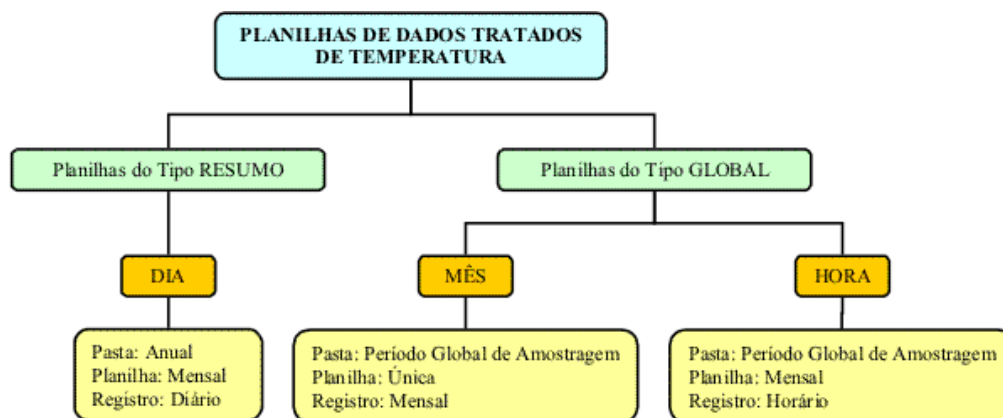 PLANILHAS DE DADOS TRATADOS
DE TEMPERATURA
Planilhas do Tipo RESUMO
Planilhas do Tipo GLOBAL
DIA
MÊS
HORA
Pasta: Anual
Planilha: Mensal
Registro: Diário
Pasta: Período Global de Amostragem
Planilha: Única
Registro: Mensal
Pasta: Período Global de Amostragem
Planilha: Mensal
Registro: Horário